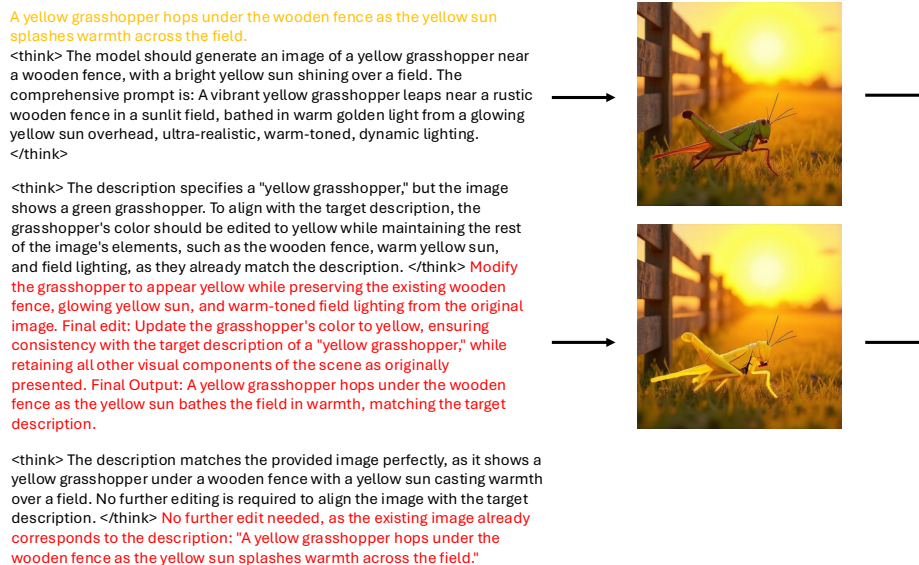 A yellow grasshopper hops under the wooden fence as the yellow sun
splashes warmth across the field.
<think> The model should generate an image of a yellow grasshopper near
a wooden fence, with a bright yellow sun shining over a field. The
comprehensive prompt is: A vibrant yellow grasshopper leaps near a rustic
wooden fence in a sunlit field, bathed in warm golden light from a glowing
yellow sun overhead, ultra-realistic, warm-toned, dynamic lighting.
</think>
<think> The description specifies a "yellow grasshopper," but the image
shows a green grasshopper. To align with the target description, the
grasshopper's color should be edited to yellow while maintaining the rest
of the image's elements, such as the wooden fence, warm yellow sun,
and field lighting, as they already match the description. </think> Modify
the grasshopper to appear yellow while preserving the existing wooden
fence, glowing yellow sun, and warm-toned field lighting from the original
image. Final edit: Update the grasshopper's color to yellow, ensuring
consistency with the target description of a "yellow grasshopper," while
retaining all other visual components of the scene as originally
presented. Final Output: A yellow grasshopper hops under the wooden
fence as the yellow sun bathes the field in warmth, matching the target
description.
<think> The description matches the provided image perfectly, as it shows a
yellow grasshopper under a wooden fence with a yellow sun casting warmth
over a field. No further editing is required to align the image with the target
description. </think> No further edit needed, as the existing image already
corresponds to the description: "A yellow grasshopper hops under the
wooden fence as the yellow sun splashes warmth across the field."